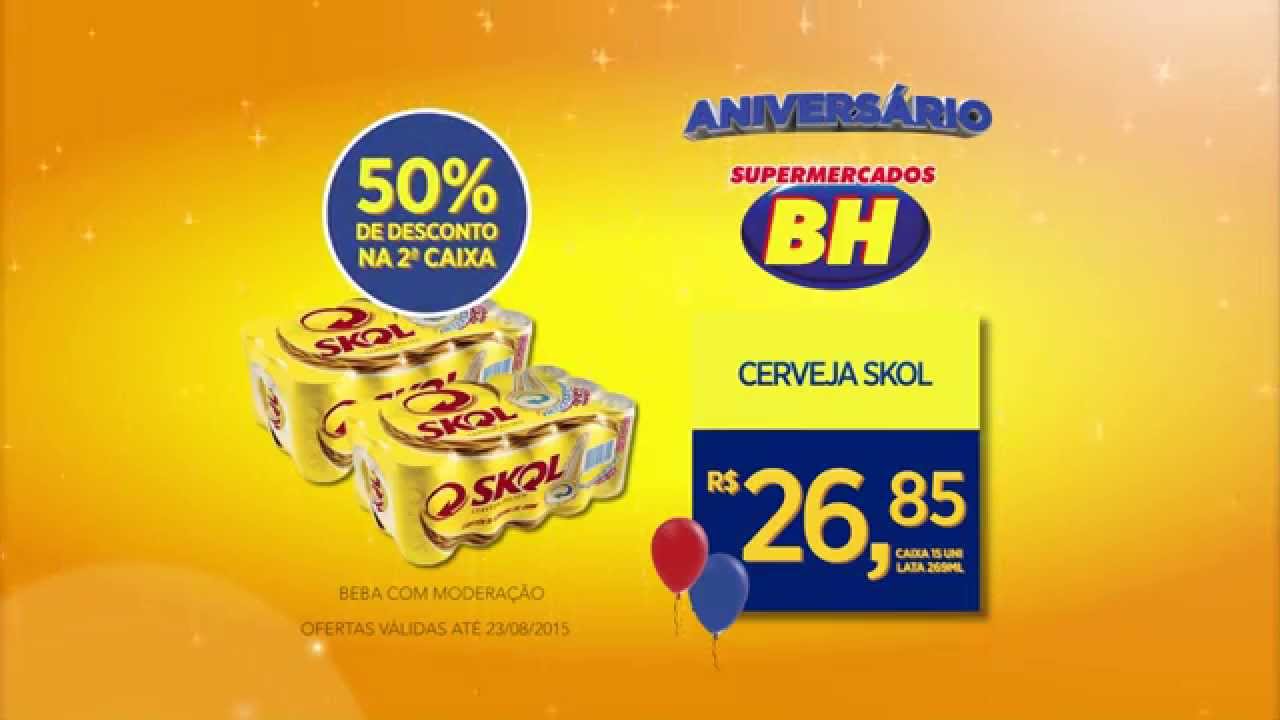 ANIVERSÁRIO
SUPERMERCADOS
BH
50%
DE DESCONTO
NA 2ª CAIXA
SKOL
SKOL
SKOL
CERVEJA SKOL
R$ 26,85
CAIXA 15 UNI
LATA 269ML
BEBA COM MODERAÇÃO
OFERTAS VÁLIDAS ATÉ 23/08/2015